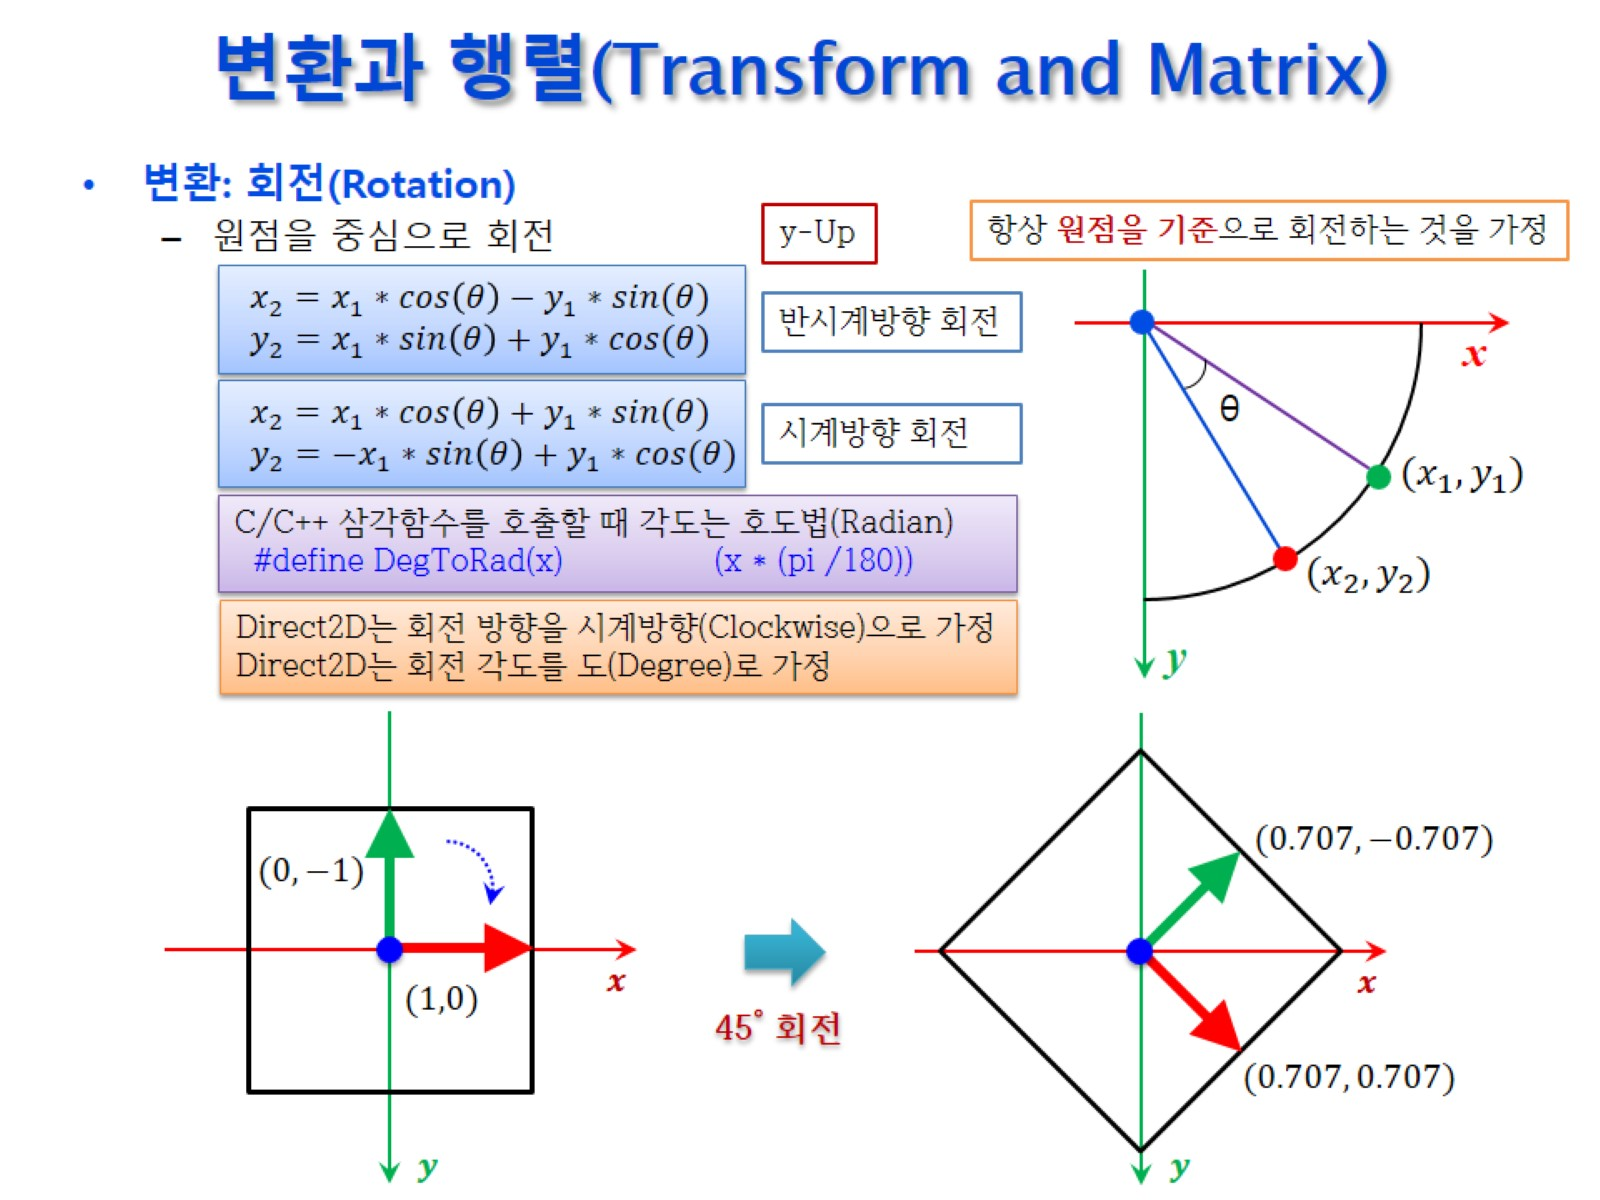 변환과 행렬(Transform and Matrix)
• 변환: 회전(Rotation)
– 원점을 중심으로 회전
y-Up
항상 원점을 기준으로 회전하는 것을 가정
x₂ = x₁ * cos(θ) − y₁ * sin(θ)
y₂ = x₁ * sin(θ) + y₁ * cos(θ)
반시계방향 회전
x₂ = x₁ * cos(θ) + y₁ * sin(θ)
y₂ = −x₁ * sin(θ) + y₁ * cos(θ)
시계방향 회전
C/C++ 삼각함수를 호출할 때 각도는 호도법(Radian)
#define DegToRad(x) (x * (pi /180))
Direct2D는 회전 방향을 시계방향(Clockwise)으로 가정
Direct2D는 회전 각도를 도(Degree)로 가정
x
θ
(x₁, y₁)
(x₂, y₂)
y
(0, −1)
(1,0)
x
y
45° 회전
(0.707, −0.707)
x
(0.707, 0.707)
y